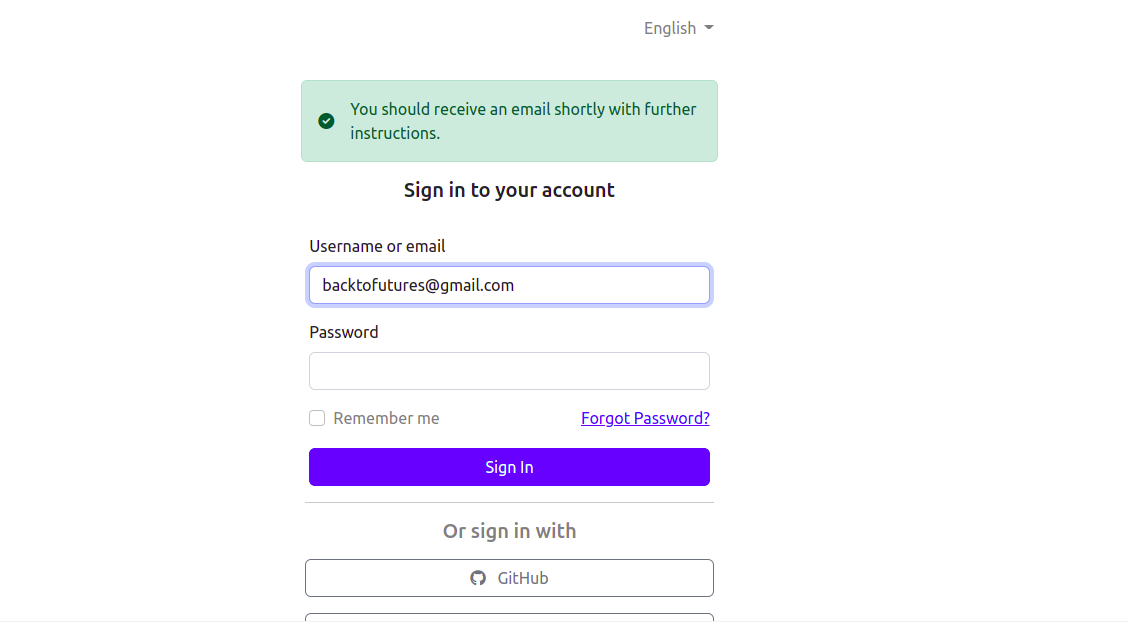 English
You should receive an email shortly with further
instructions.
Sign in to your account
Username or email
backtofutures@gmail.com
Password
Remember me
Forgot Password?
Sign In
Or sign in with
GitHub